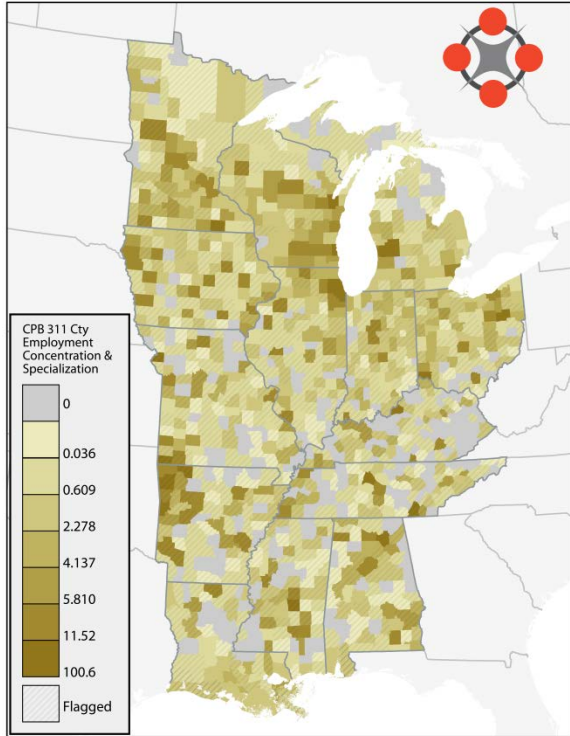 CPB 311 Cty
Employment
Concentration &
Specialization
0
0.036
0.609
2.278
4.137
5.810
11.52
100.6
Flagged